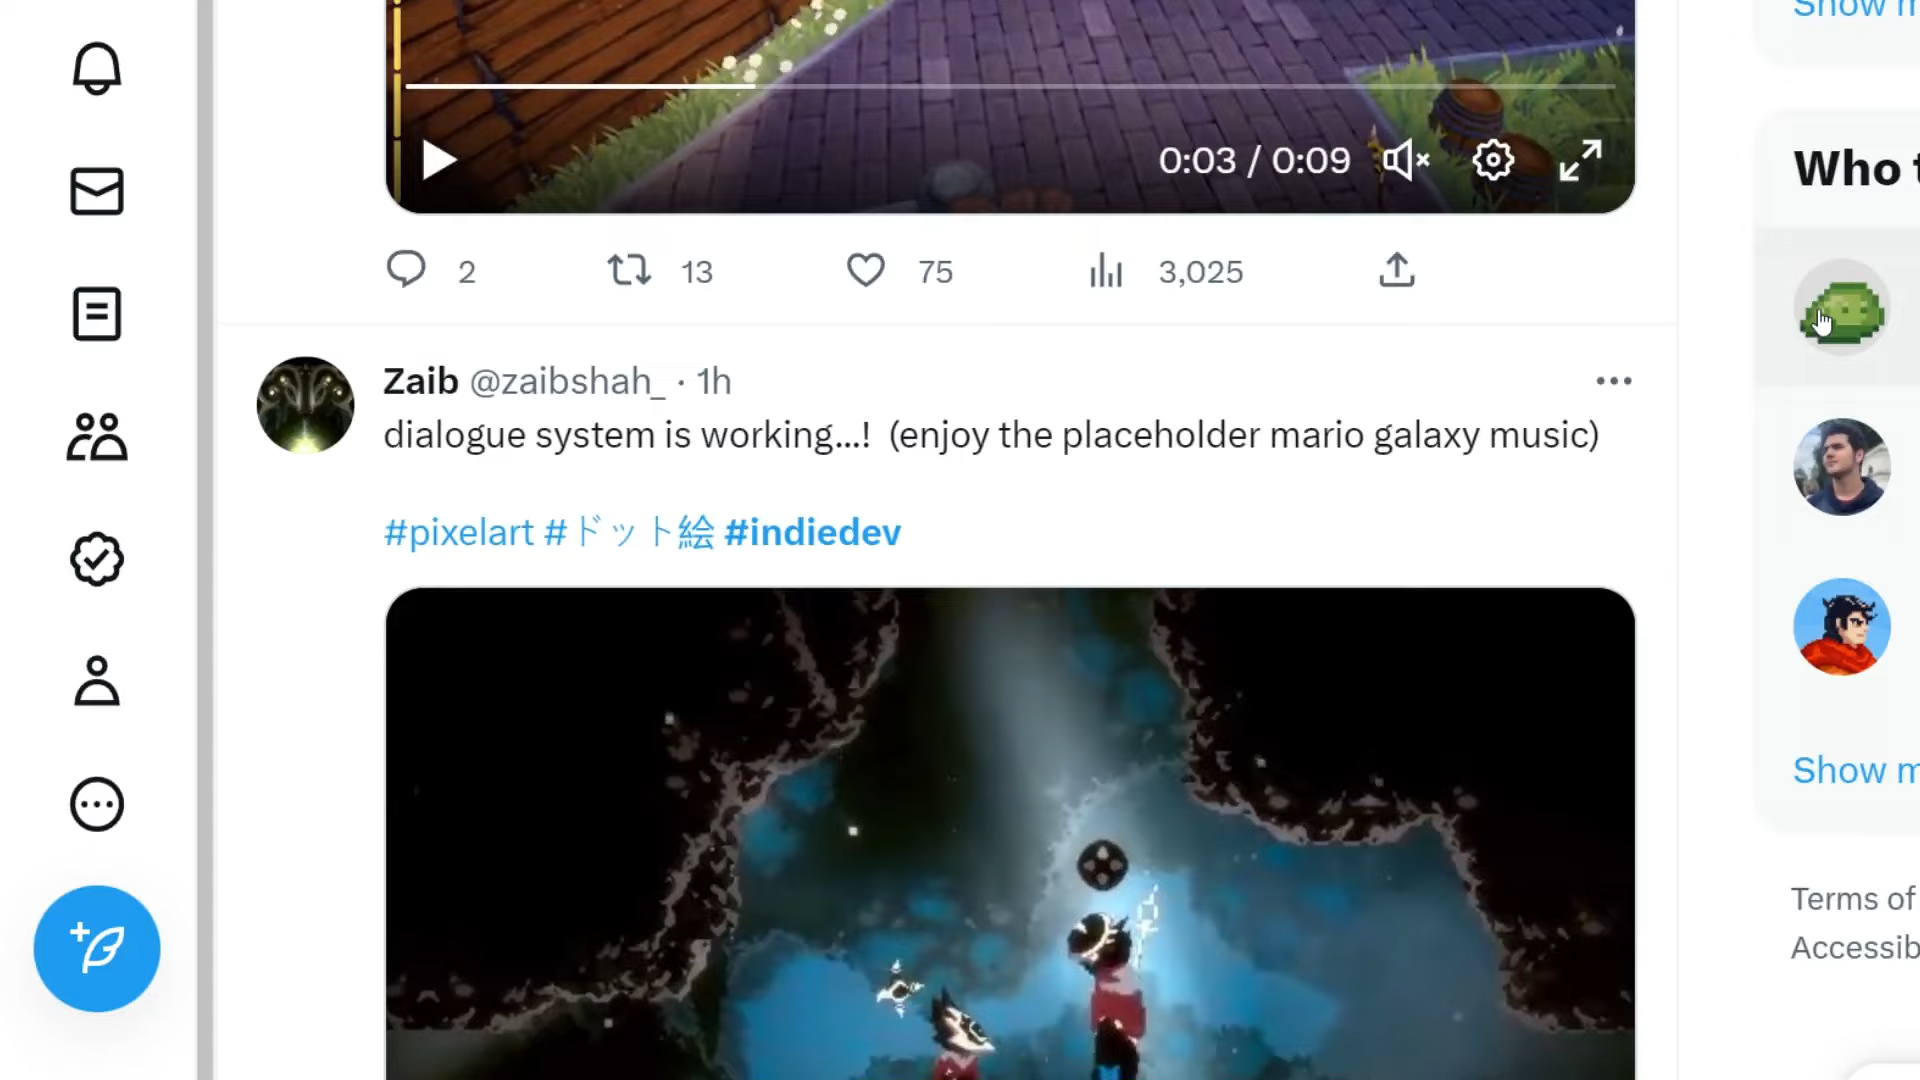 Show m
0:03 / 0:09
Who t
2 13 75 3,025
Zaib @zaibshah_ · 1h
dialogue system is working...! (enjoy the placeholder mario galaxy music)
#pixelart #ドット絵 #indiedev
Show m
Terms of
Accessib